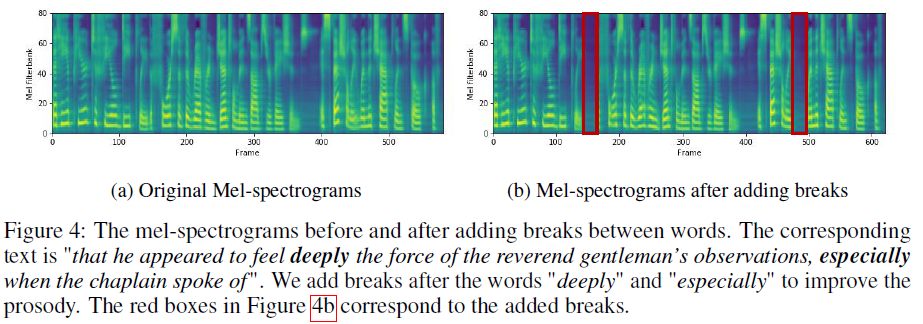 80
60
40
20
0
Mel filterbank
0 100 200 300 400 500
Frame
80
60
40
20
0
Mel filterbank
0 100 200 300 400 500 600
Frame
(a) Original Mel-spectrograms
(b) Mel-spectrograms after adding breaks
Figure 4: The mel-spectrograms before and after adding breaks between words. The corresponding
text is "that he appeared to feel deeply the force of the reverend gentleman's observations, especially
when the chaplain spoke of". We add breaks after the words "deeply" and "especially" to improve the
prosody. The red boxes in Figure 4b correspond to the added breaks.